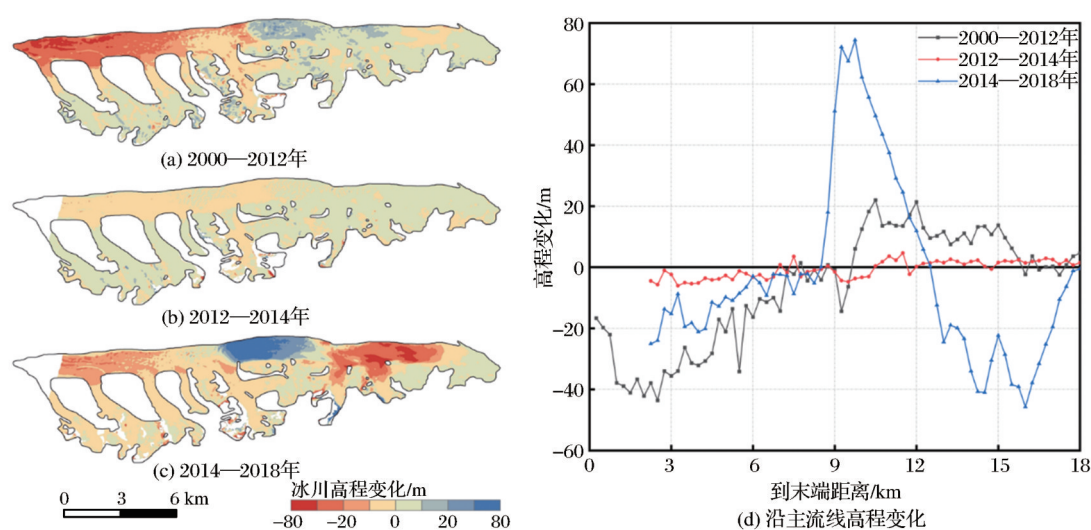 (a) 2000—2012年
(b) 2012—2014年
(c) 2014—2018年
0 3 6 km
冰川高程变化/m
−80 −20 0 20 80
80
60
40
20
0
−20
−40
−60
高程变化/m
2000—2012年
2012—2014年
2014—2018年
0 3 6 9 12 15 18
到末端距离/km
(d) 沿主流线高程变化